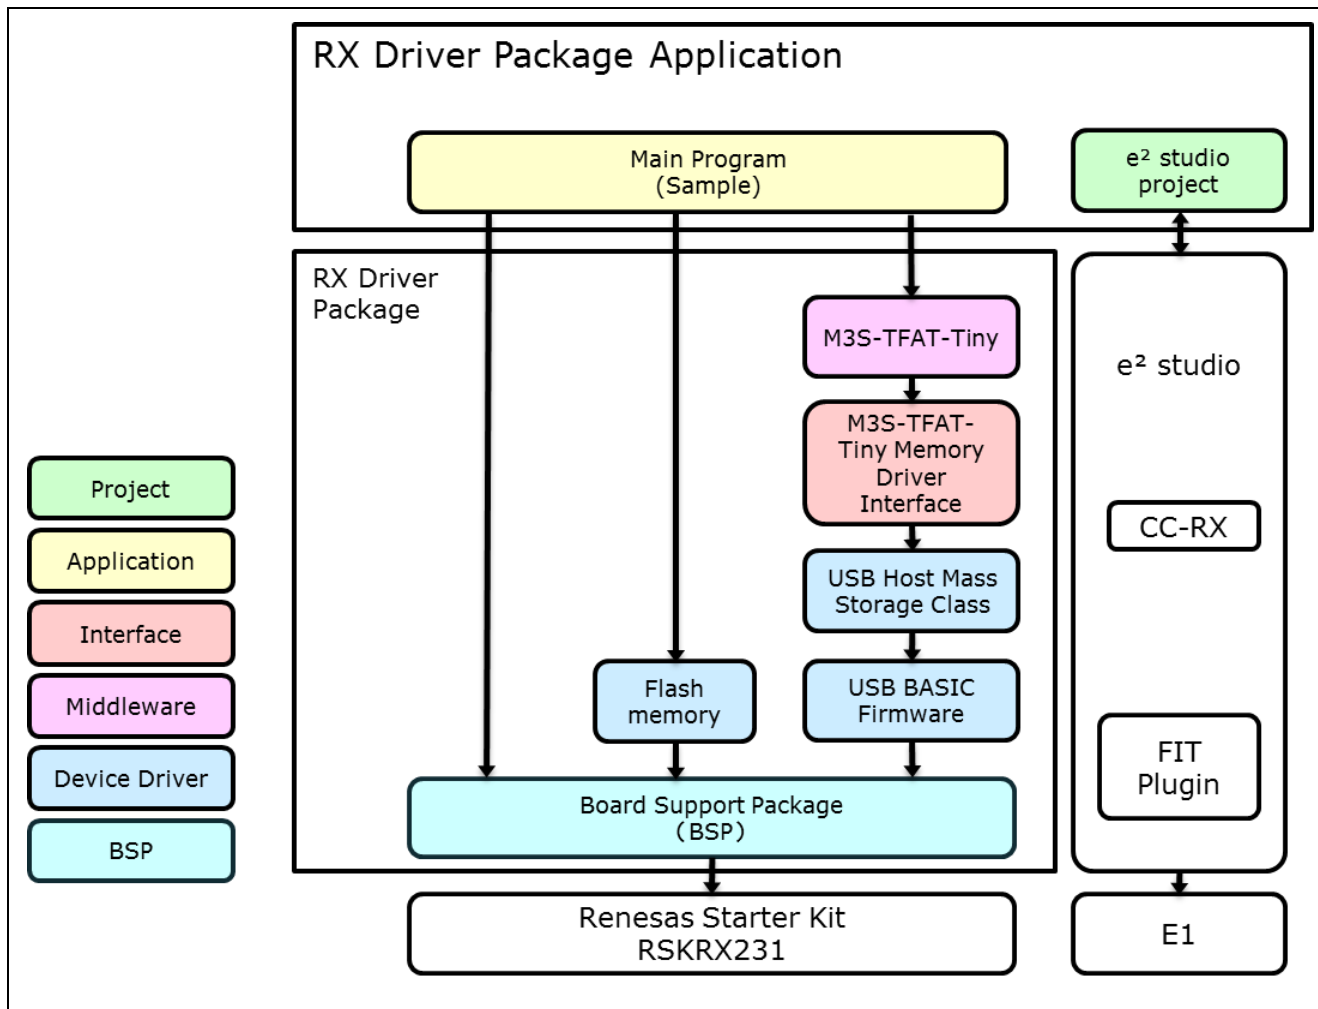 RX Driver Package Application
Main Program
(Sample)
e² studio
project
RX Driver
Package
M3S-TFAT-Tiny
M3S-TFAT-
Tiny Memory
Driver
Interface
USB Host Mass
Storage Class
Flash
memory
USB BASIC
Firmware
Board Support Package
(BSP)
Renesas Starter Kit
RSKRX231
e² studio
CC-RX
FIT
Plugin
E1
Project
Application
Interface
Middleware
Device Driver
BSP